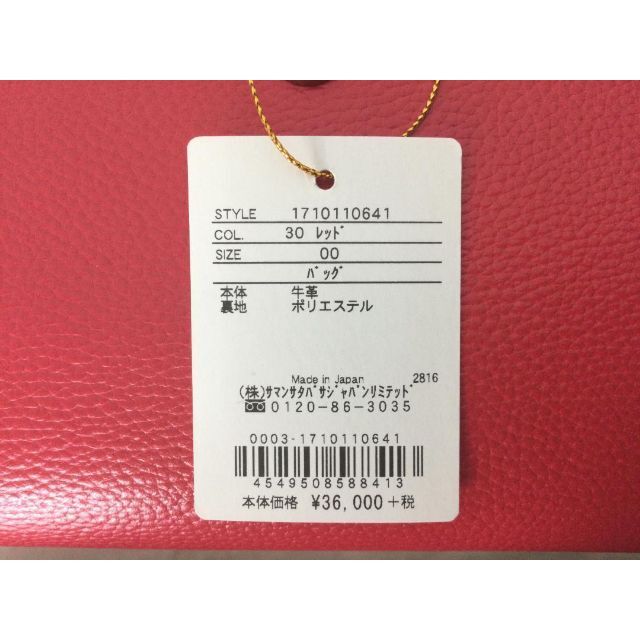 STYLE 1710110641
COL. 30 ﾚｯﾄﾞ
SIZE 00
ﾊﾞｯｸﾞ
本体 牛革
裏地 ポリエステル
Made in Japan 2816
(株)ｻﾏﾝｻﾀﾊﾞｻｼﾞｬﾊﾟﾝﾘﾐﾃｯﾄﾞ
0120-86-3035
0003-1710110641
4549508588413
本体価格 ¥36,000+税